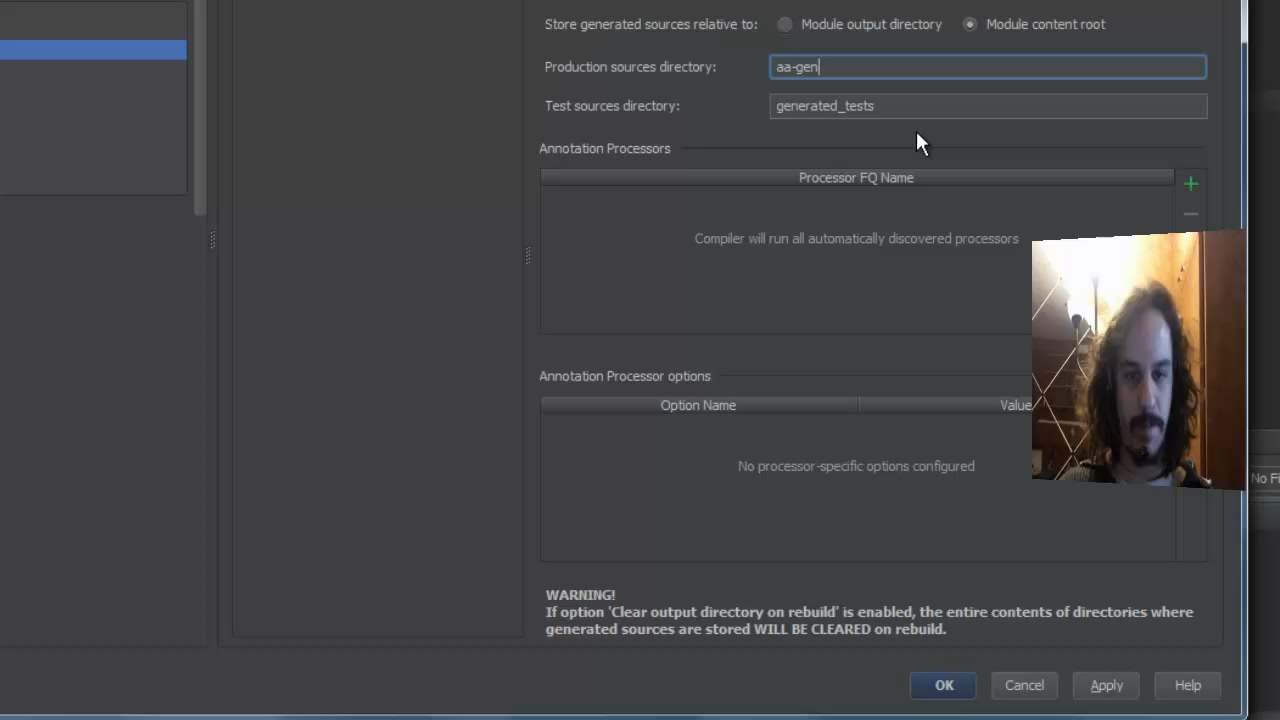 Store generated sources relative to: Module output directory Module content root
Production sources directory: aa-gen
Test sources directory: generated_tests
Annotation Processors
Processor FQ Name
Compiler will run all automatically discovered processors
Annotation Processor options
Option Name Value
No processor-specific options configured
No Fi
WARNING!
If option 'Clear output directory on rebuild' is enabled, the entire contents of directories where
generated sources are stored WILL BE CLEARED on rebuild.
OK Cancel Apply Help